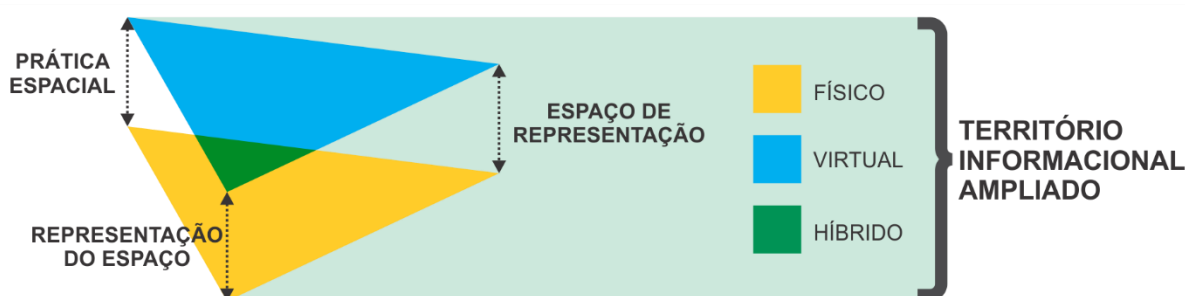 PRÁTICA
ESPACIAL
REPRESENTAÇÃO
DO ESPAÇO
ESPAÇO DE
REPRESENTAÇÃO
FÍSICO
VIRTUAL
HÍBRIDO
TERRITÓRIO
INFORMACIONAL
AMPLIADO